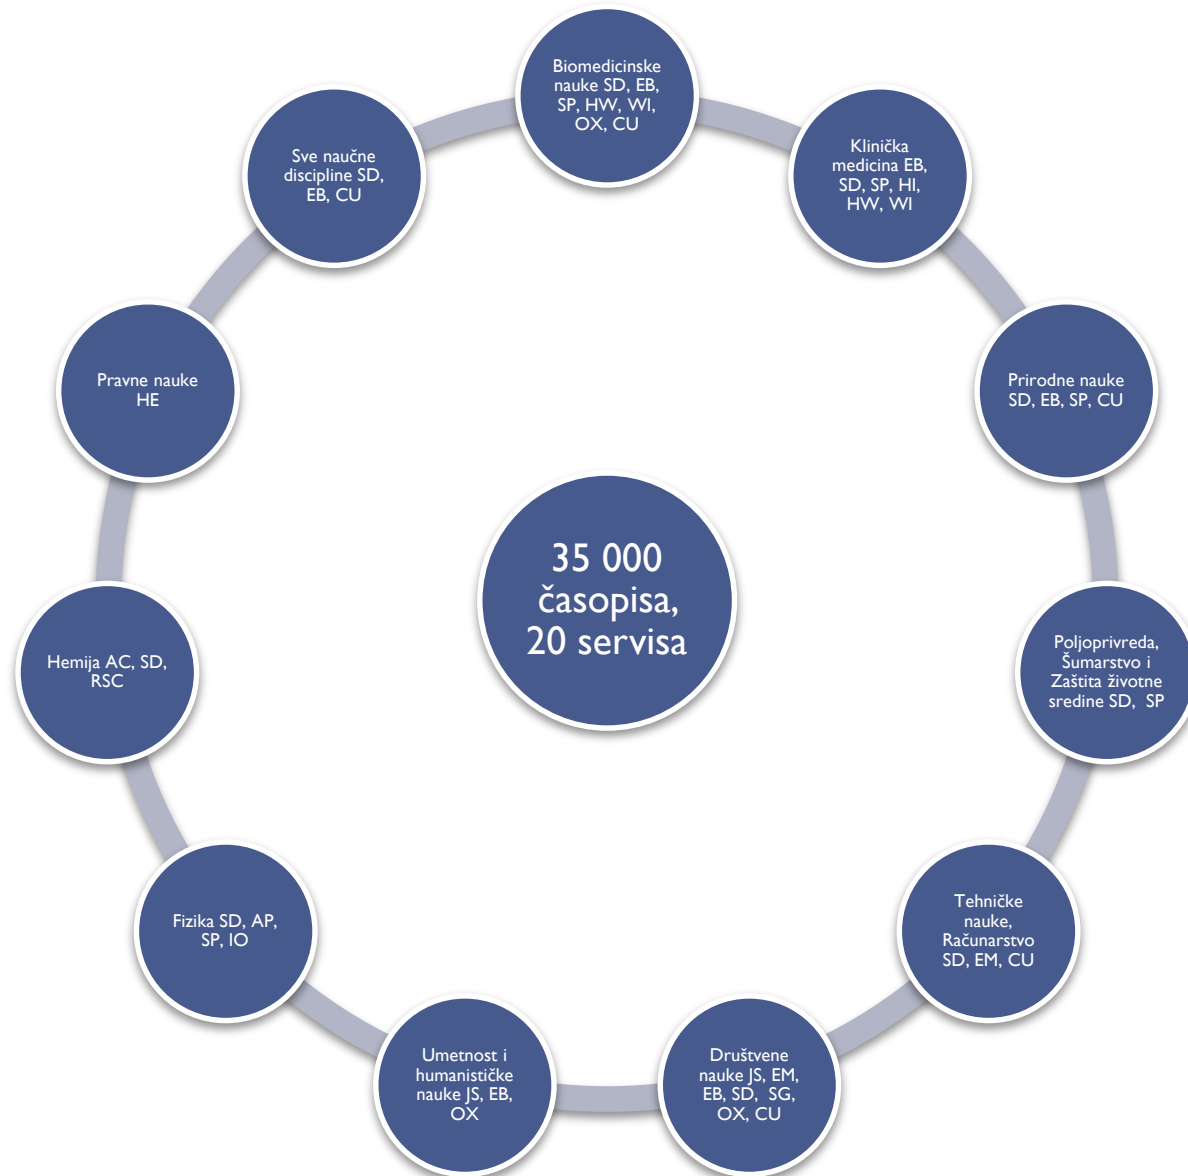 Biomedicinske
nauke SD, EB,
SP, HW, WI,
OX, CU
Klinička
medicina EB,
SD, SP, HI,
HW, WI
Prirodne nauke
SD, EB, SP, CU
Poljoprivreda,
Šumarstvo i
Zaštita životne
sredine SD, SP
Tehničke
nauke,
Računarstvo
SD, EM, CU
Društvene
nauke JS, EM,
EB, SD, SG,
OX, CU
Umetnost i
humanističke
nauke JS, EB,
OX
Fizika SD, AP,
SP, IO
Hemija AC, SD,
RSC
Pravne nauke
HE
Sve naučne
discipline SD,
EB, CU
35 000
časopisa,
20 servisa